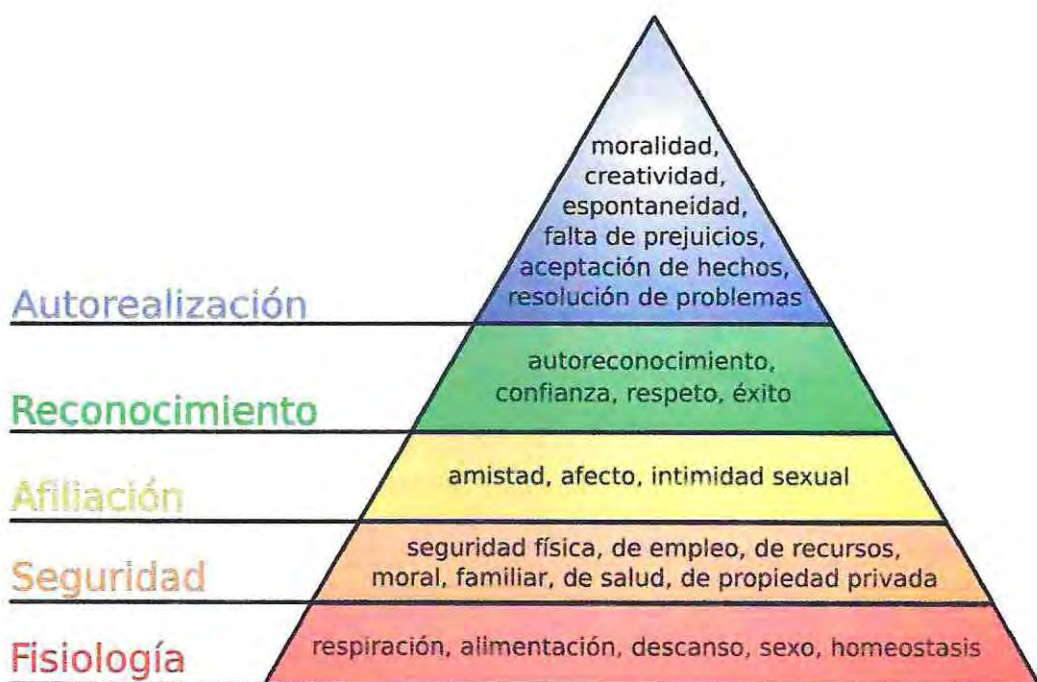 moralidad,
creatividad,
espontaneidad,
falta de prejuicios,
aceptación de hechos,
resolución de problemas
Autorealización
autoreconocimiento,
confianza, respeto, éxito
Reconocimiento
amistad, afecto, intimidad sexual
Afiliación
seguridad física, de empleo, de recursos,
moral, familiar, de salud, de propiedad privada
Seguridad
respiración, alimentación, descanso, sexo, homeostasis
Fisiología